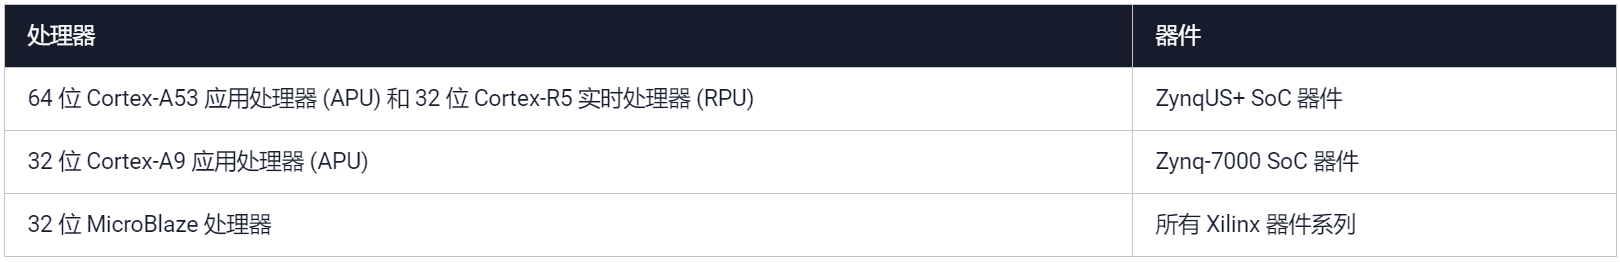 处理器 器件
64 位 Cortex-A53 应用处理器 (APU) 和 32 位 Cortex-R5 实时处理器 (RPU) ZynqUS+ SoC 器件
32 位 Cortex-A9 应用处理器 (APU) Zynq-7000 SoC 器件
32 位 MicroBlaze 处理器 所有 Xilinx 器件系列